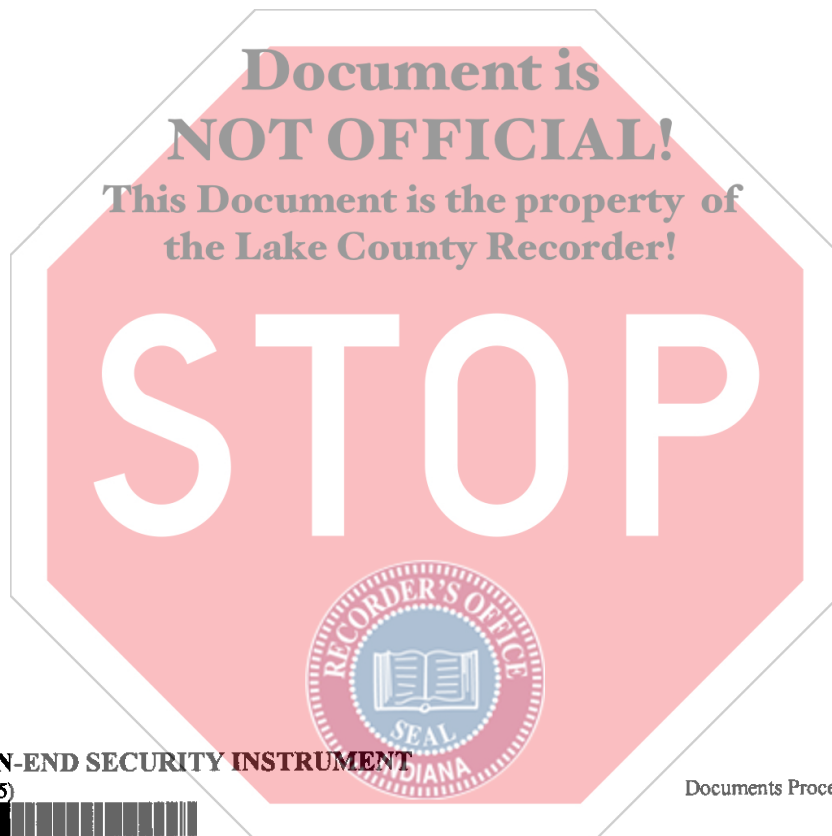 Document is
NOT OFFICIAL!
This Document is the property of
the Lake County Recorder!
STOP
RECORDER'S OFFICE
SEAL
INDIANA
N-END SECURITY INSTRUMENT
5)
Documents Proce